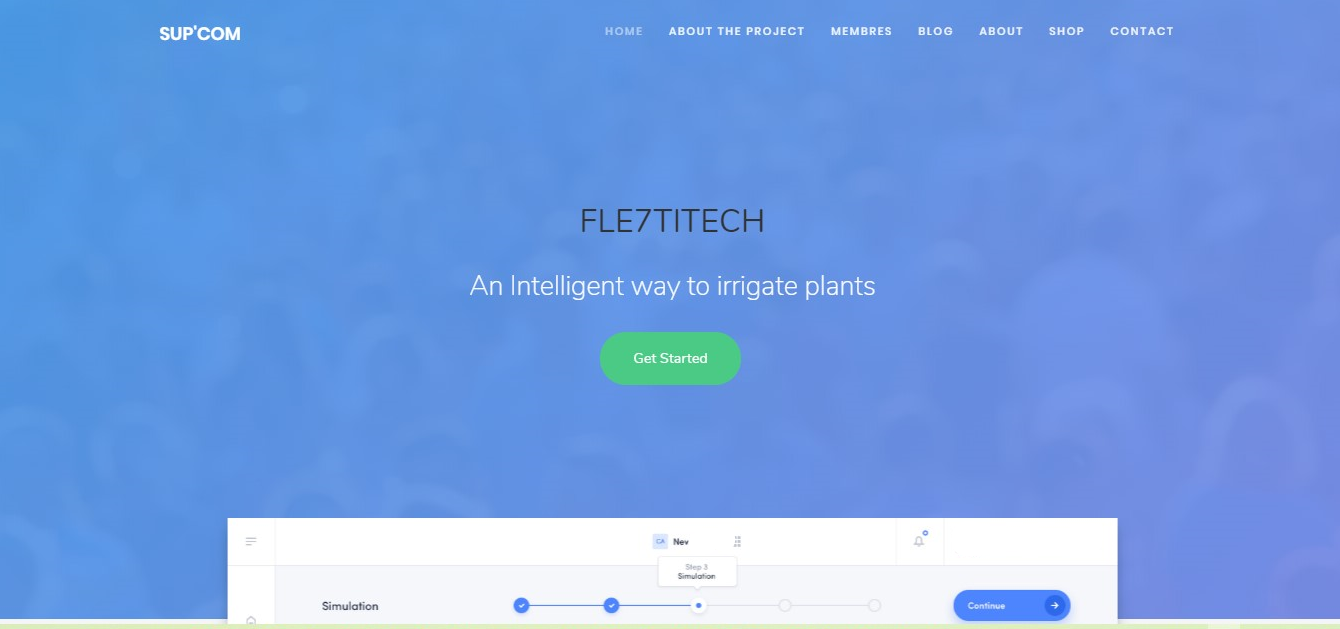 SUP'COM
HOME ABOUT THE PROJECT MEMBRES BLOG ABOUT SHOP CONTACT
FLE7TITECH
An Intelligent way to irrigate plants
Get Started
CA Nev
Step 3
Simulation
Simulation
Continue